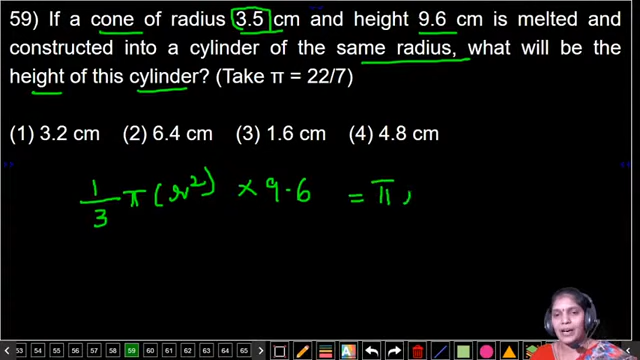 59) If a cone of radius 3.5 cm and height 9.6 cm is melted and
constructed into a cylinder of the same radius, what will be the
height of this cylinder? (Take π = 22/7)
(1) 3.2 cm (2) 6.4 cm (3) 1.6 cm (4) 4.8 cm
1/3 π (r²) × 9.6 = π
53 54 55 56 57 58 59 60 61 62 63 64 65